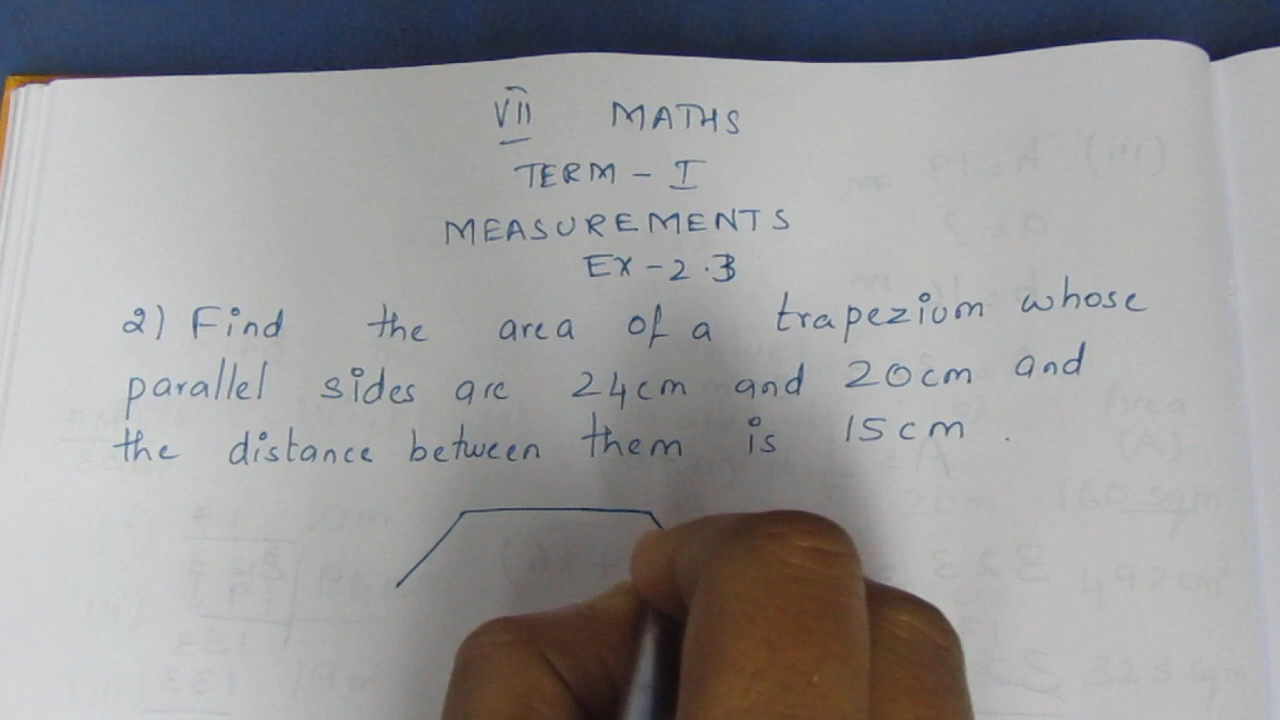 VII MATHS
TERM - I
MEASUREMENTS
EX - 2.3
2) Find the area of a trapezium whose
parallel sides are 24cm and 20cm and
the distance between them is 15cm.